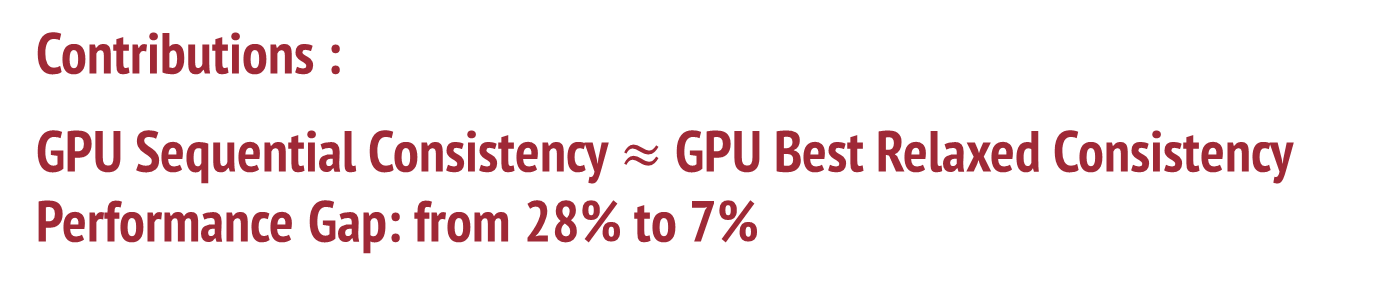 Contributions :
GPU Sequential Consistency ≈ GPU Best Relaxed Consistency
Performance Gap: from 28% to 7%